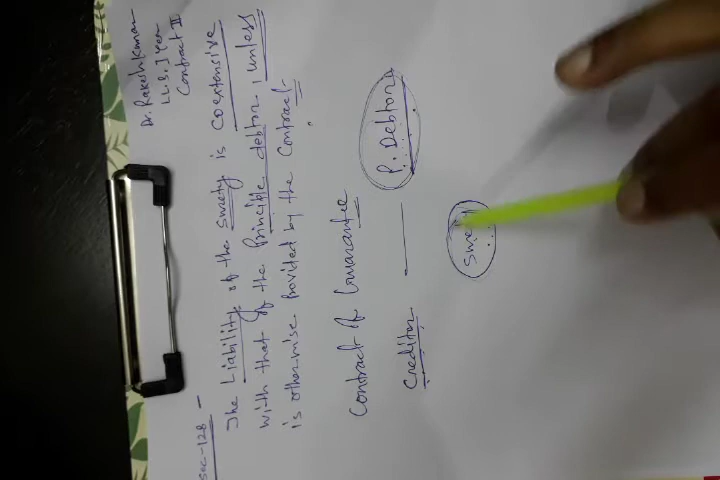 Dr. Rakesh Kumar
LL.B, I Year
Contract II
Sec-128 -
The Liability of the surety is coextensive
with that of the Principle debtor, unless
is otherwise Provided by the Contract.
Contract of Guarantee
Creditor — P. Debtor
Surety